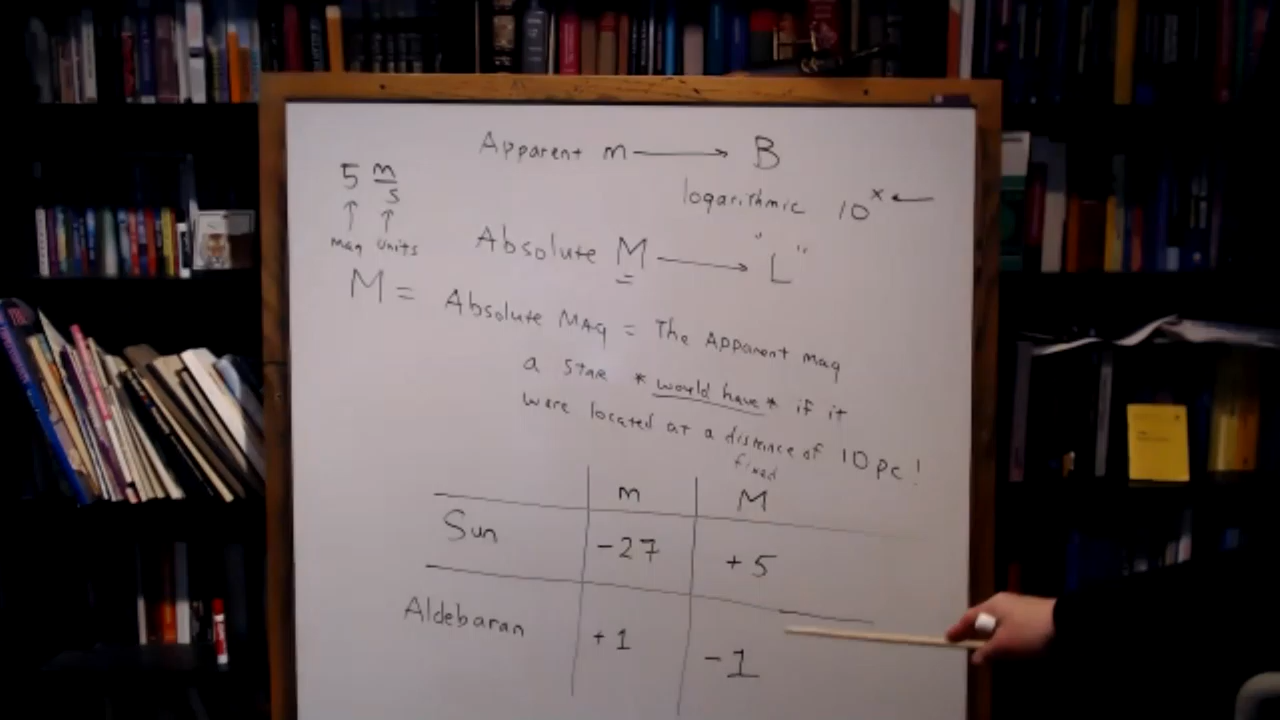 Apparent m → B
5 m/s
logarithmic 10^x ←
↑ ↑
Mag Units
Absolute M → L
" "
M = Absolute MAG = The Apparent mag
a star * would have * if it
were located at a distance of 10 pc!
fixed
m M
Sun -27 +5
Aldebaran +1 -1